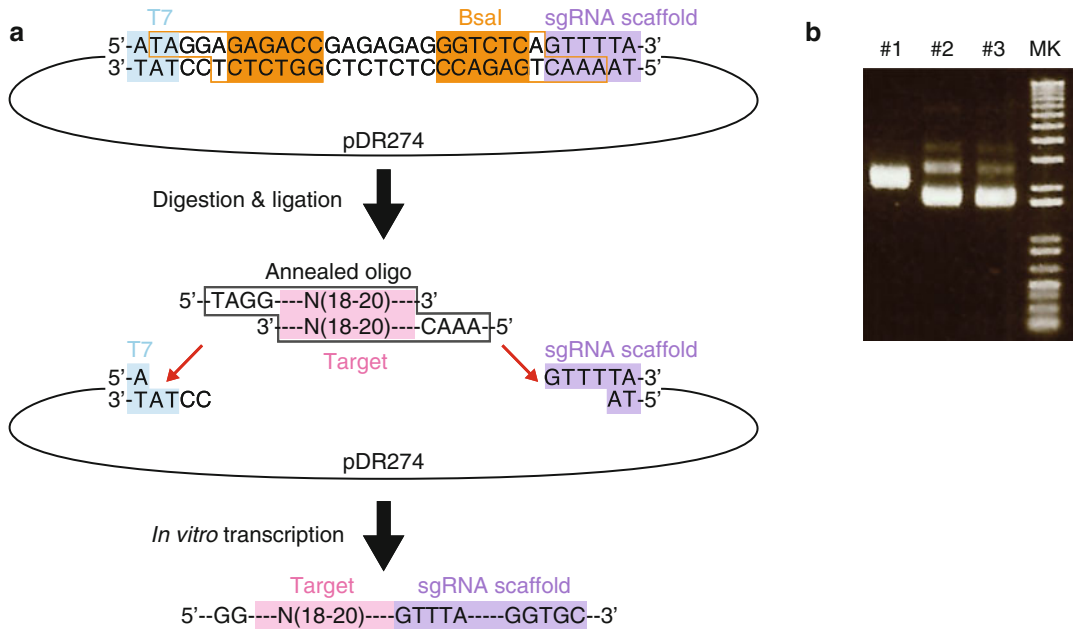 a
T7 BsaI sgRNA scaffold
5'-ATAGGAGAGACCGAGAGAGGGTCTCAGTTTTA-3'
3'-TATCCTCTCTGGCTCTCTCCCAGAGTCAAAAT-5'
pDR274
Digestion & ligation
Annealed oligo
5'-TAGG----N(18-20)----3'
3'----N(18-20)----CAAA-5'
Target
T7 sgRNA scaffold
5'-A GTTTTA-3'
3'-TATCC AT-5'
pDR274
In vitro transcription
Target sgRNA scaffold
5'--GG----N(18-20)----GTTTA-----GGTGC--3'
b
#1 #2 #3 MK